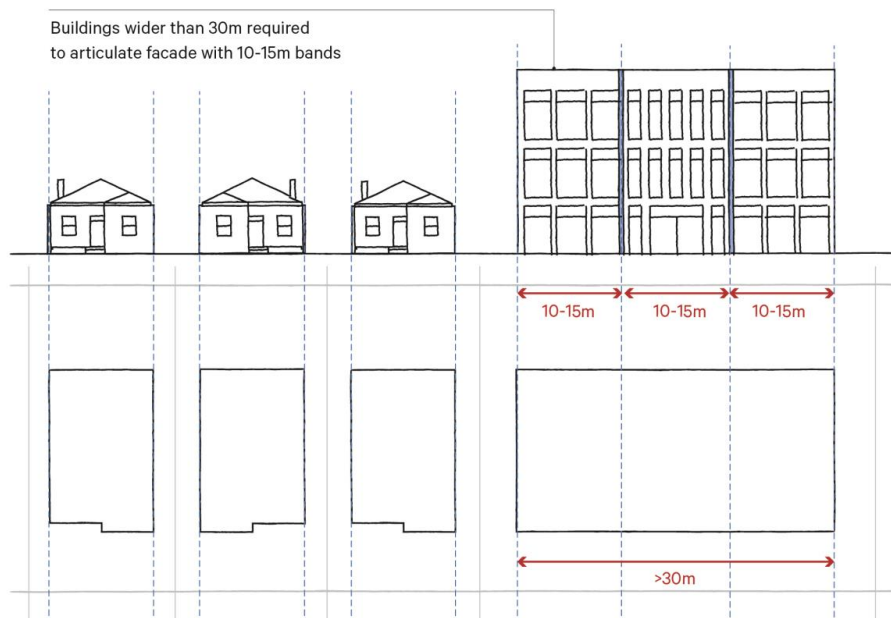 Buildings wider than 30m required
to articulate facade with 10-15m bands
10-15m
10-15m
10-15m
>30m